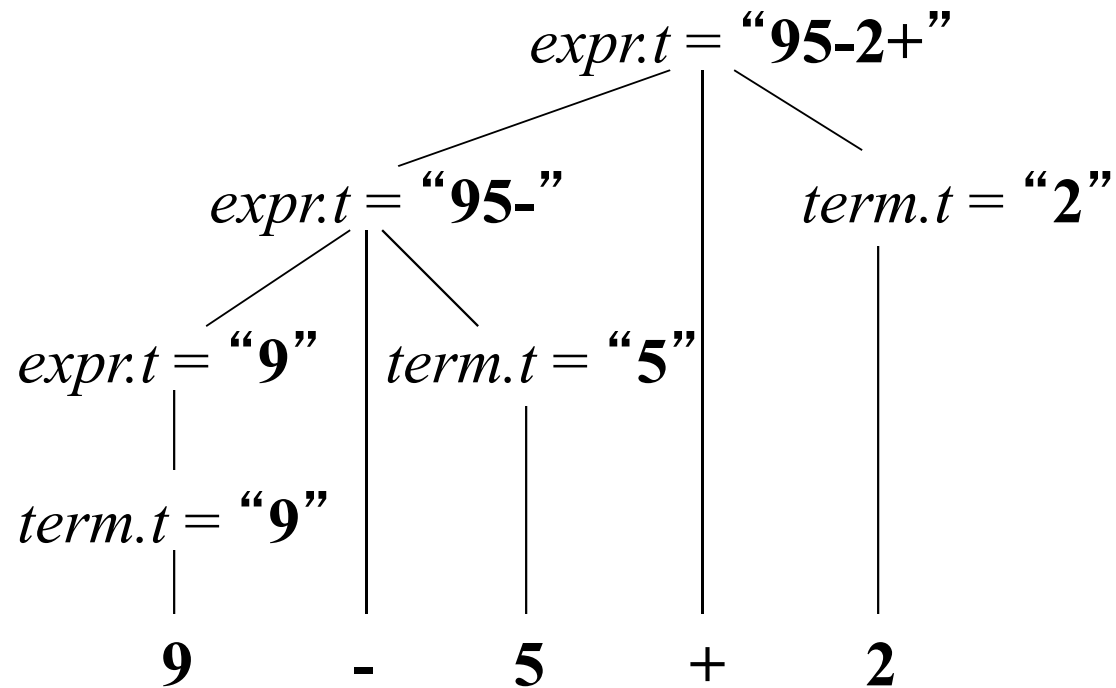 expr.t = “95-2+”
expr.t = “95-” term.t = “2”
expr.t = “9” term.t = “5”
term.t = “9”
9 - 5 + 2